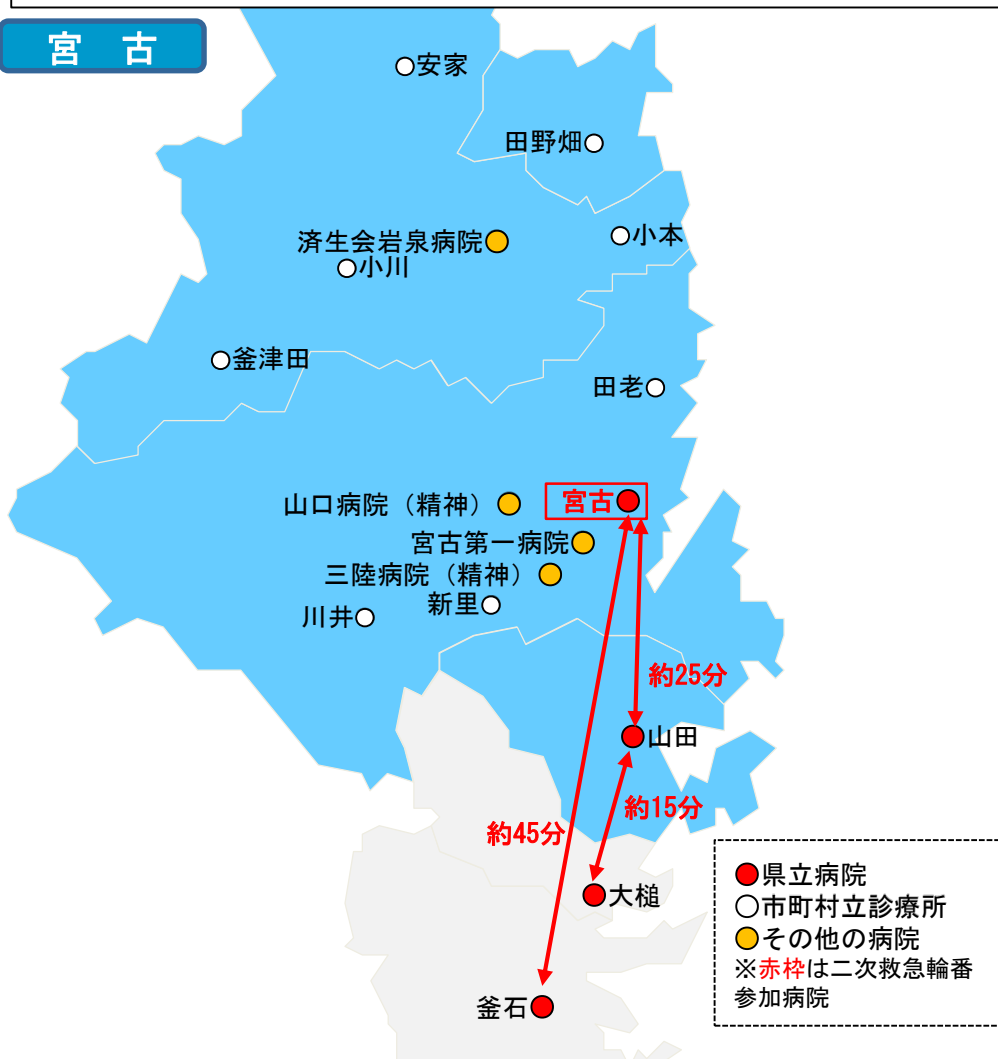 宮 古
安家
田野畑
小本
済生会岩泉病院
小川
釜津田
田老
宮古
山口病院（精神）
宮古第一病院
三陸病院（精神）
新里
川井
約25分
山田
約15分
約45分
大槌
釜石
県立病院
市町村立診療所
その他の病院
※赤枠は二次救急輪番
参加病院